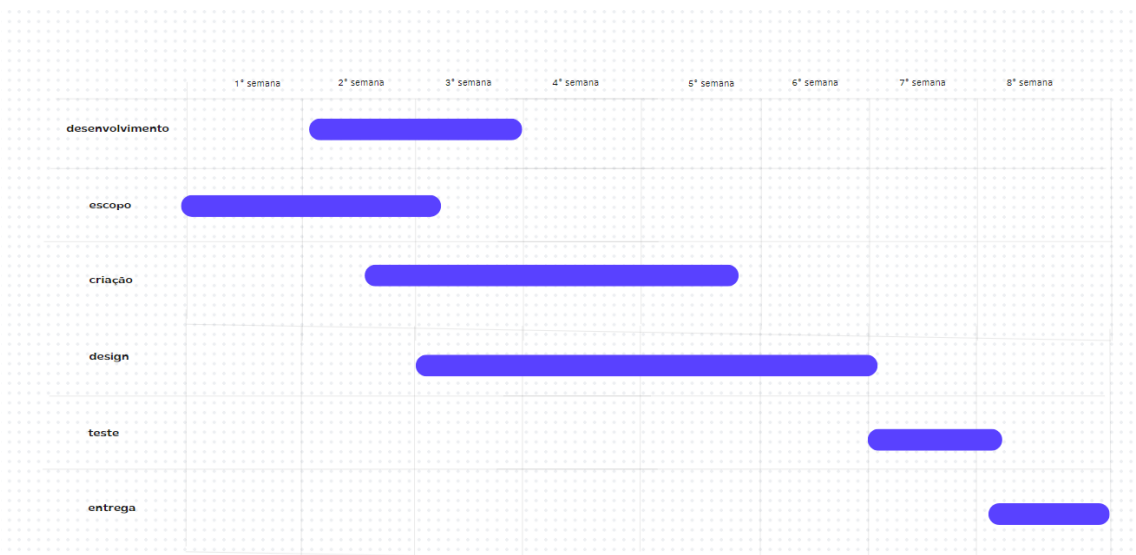 1° semana
2° semana
3° semana
4° semana
5° semana
6° semana
7° semana
8° semana
desenvolvimento
escopo
criação
design
teste
entrega